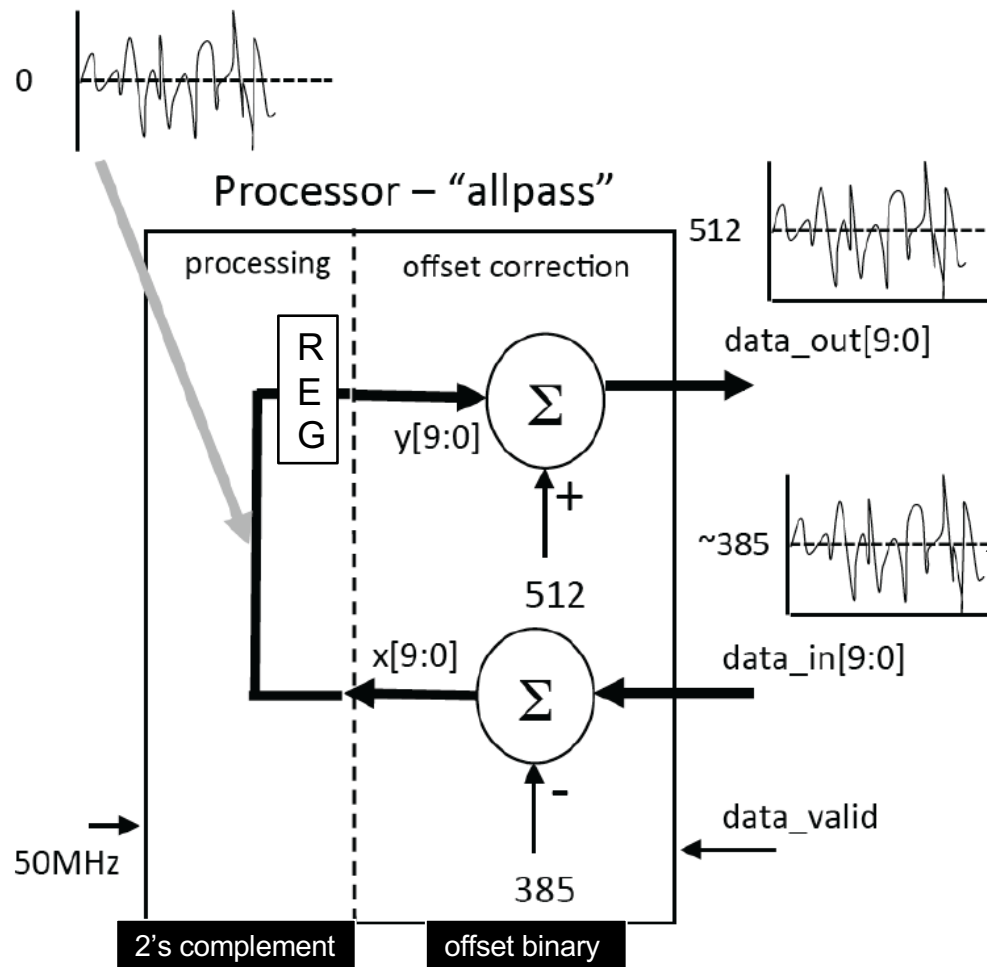 0
Processor – “allpass”
processing
offset correction
512
R
E
G
Σ
data_out[9:0]
y[9:0]
+
512
~385
x[9:0]
Σ
data_in[9:0]
-
385
data_valid
50MHz
2's complement
offset binary